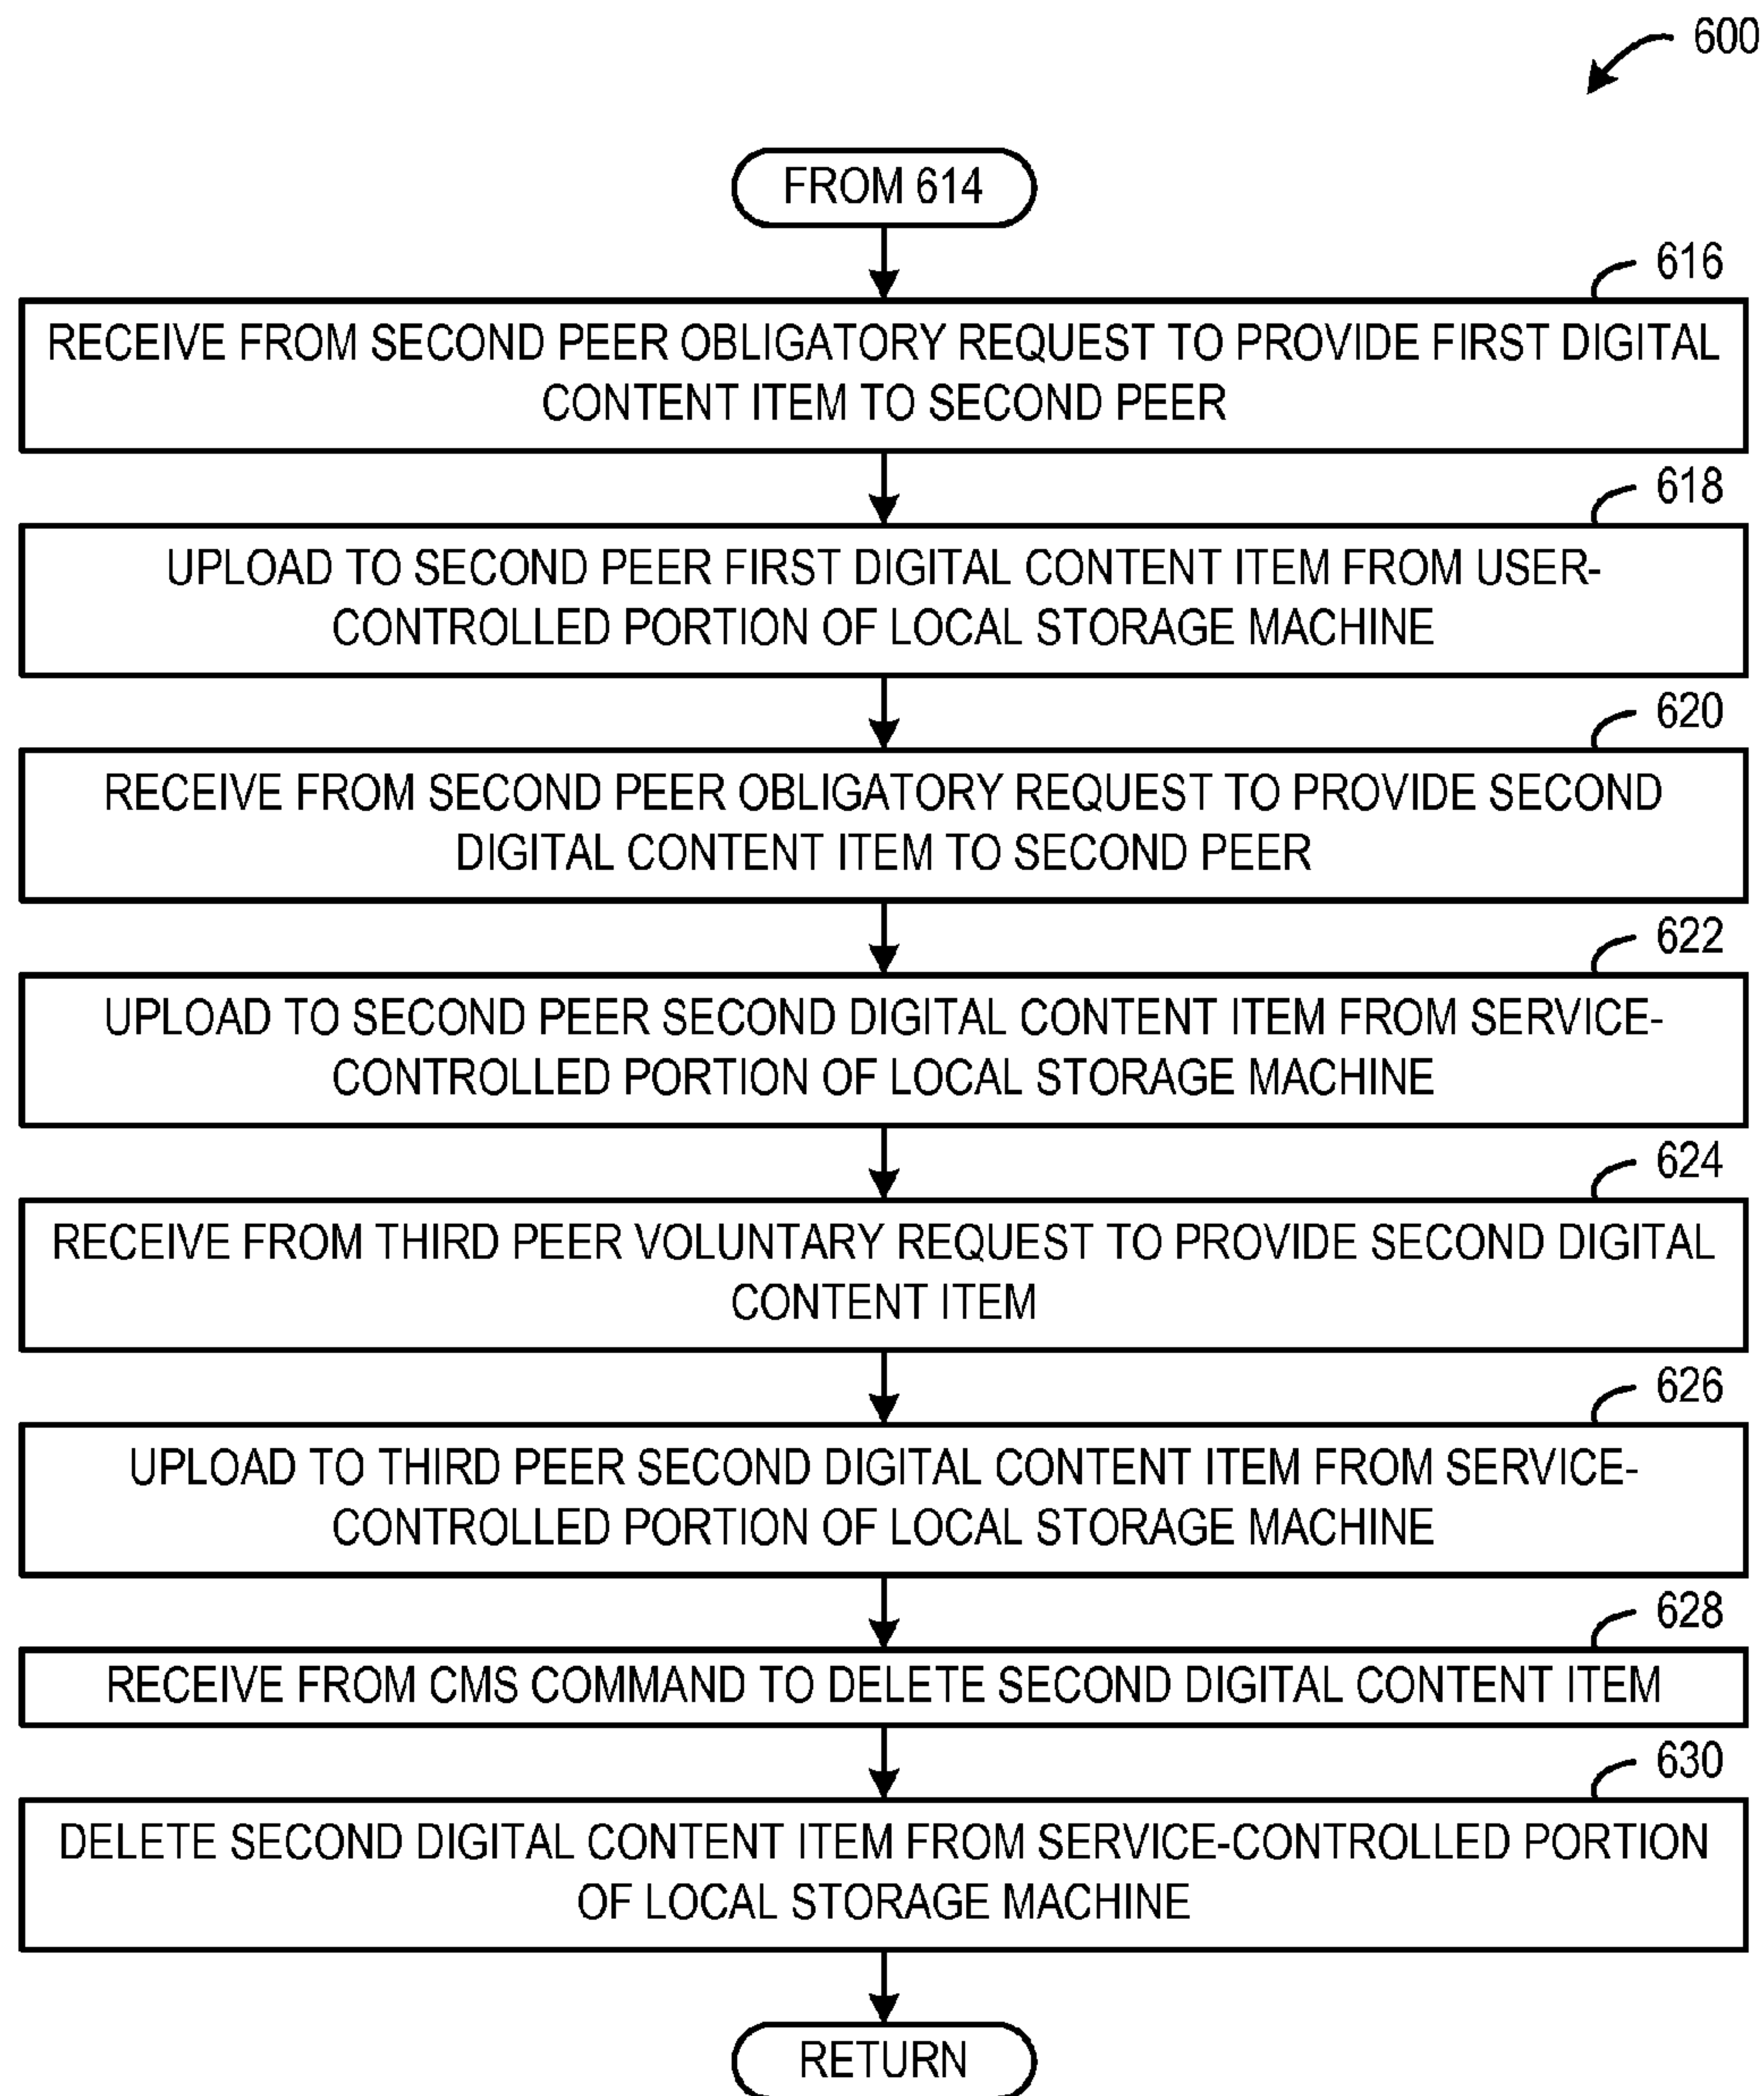 600
FROM 614
616
RECEIVE FROM SECOND PEER OBLIGATORY REQUEST TO PROVIDE FIRST DIGITAL
CONTENT ITEM TO SECOND PEER
618
UPLOAD TO SECOND PEER FIRST DIGITAL CONTENT ITEM FROM USER-
CONTROLLED PORTION OF LOCAL STORAGE MACHINE
620
RECEIVE FROM SECOND PEER OBLIGATORY REQUEST TO PROVIDE SECOND
DIGITAL CONTENT ITEM TO SECOND PEER
622
UPLOAD TO SECOND PEER SECOND DIGITAL CONTENT ITEM FROM SERVICE-
CONTROLLED PORTION OF LOCAL STORAGE MACHINE
624
RECEIVE FROM THIRD PEER VOLUNTARY REQUEST TO PROVIDE SECOND DIGITAL
CONTENT ITEM
626
UPLOAD TO THIRD PEER SECOND DIGITAL CONTENT ITEM FROM SERVICE-
CONTROLLED PORTION OF LOCAL STORAGE MACHINE
628
RECEIVE FROM CMS COMMAND TO DELETE SECOND DIGITAL CONTENT ITEM
630
DELETE SECOND DIGITAL CONTENT ITEM FROM SERVICE-CONTROLLED PORTION
OF LOCAL STORAGE MACHINE
RETURN